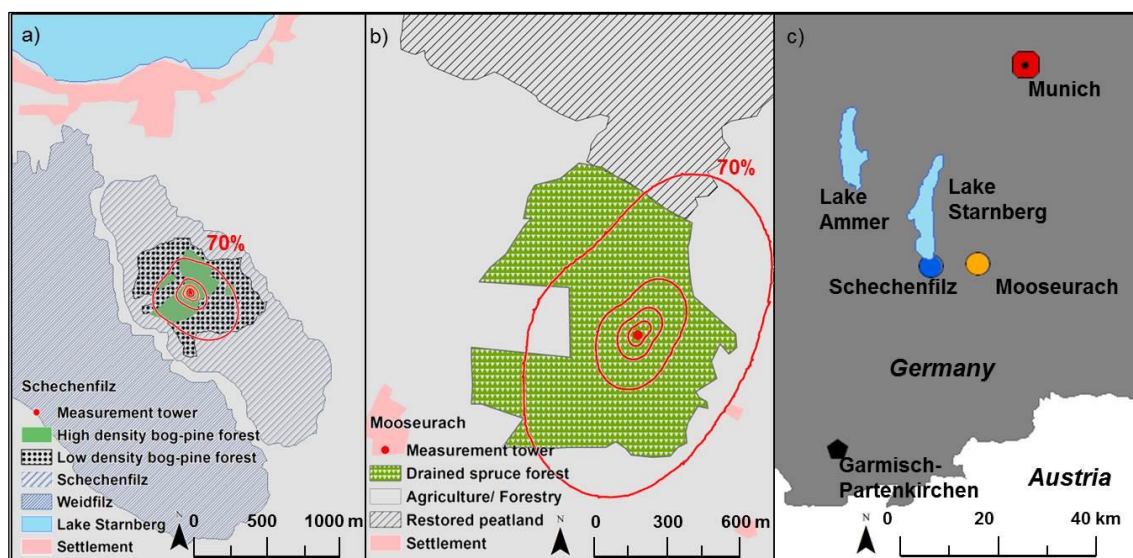 a)
70%
Schechenfilz
Measurement tower
High density bog-pine forest
Low density bog-pine forest
Schechenfilz
Weidfilz
Lake Starnberg
Settlement
N
0 500 1000 m
b)
70%
Mooseurach
Measurement tower
Drained spruce forest
Agriculture/ Forestry
Restored peatland
Settlement
N
0 300 600 m
c)
Munich
Lake
Ammer
Lake
Starnberg
Schechenfilz
Mooseurach
Germany
Garmisch-
Partenkirchen
Austria
N
0 20 40 km